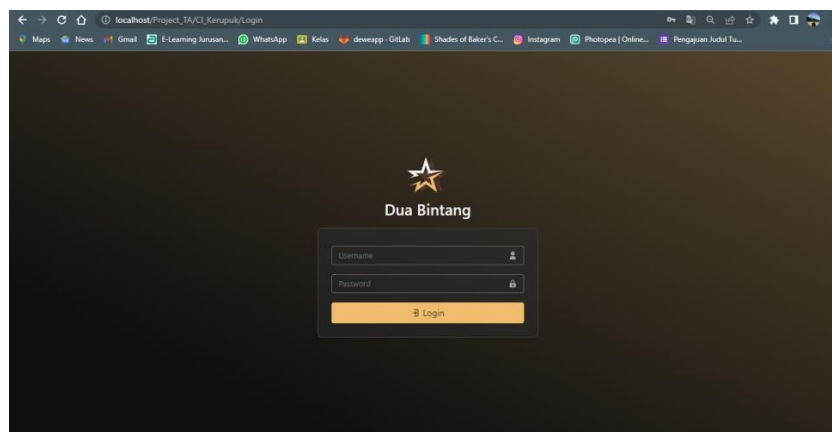 localhost/Project_TA/CI_Kerupuk/Login
Maps News Gmail E-Learning Jurusan... WhatsApp Kelas deweapp - GitLab Shades of Baker's C... Instagram Photopea | Online... Pengajuan Judul Tu...
Dua Bintang
Username
Password
Login